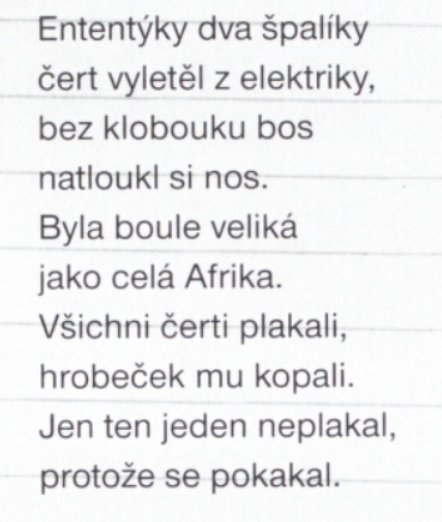 Ententýky dva špalíky
čert vyletěl z elektriky,
bez klobouku bos
natloukl si nos.
Byla boule veliká
jako celá Afrika.
Všichni čerti plakali,
hrobeček mu kopali.
Jen ten jeden neplakal,
protože se pokakal.